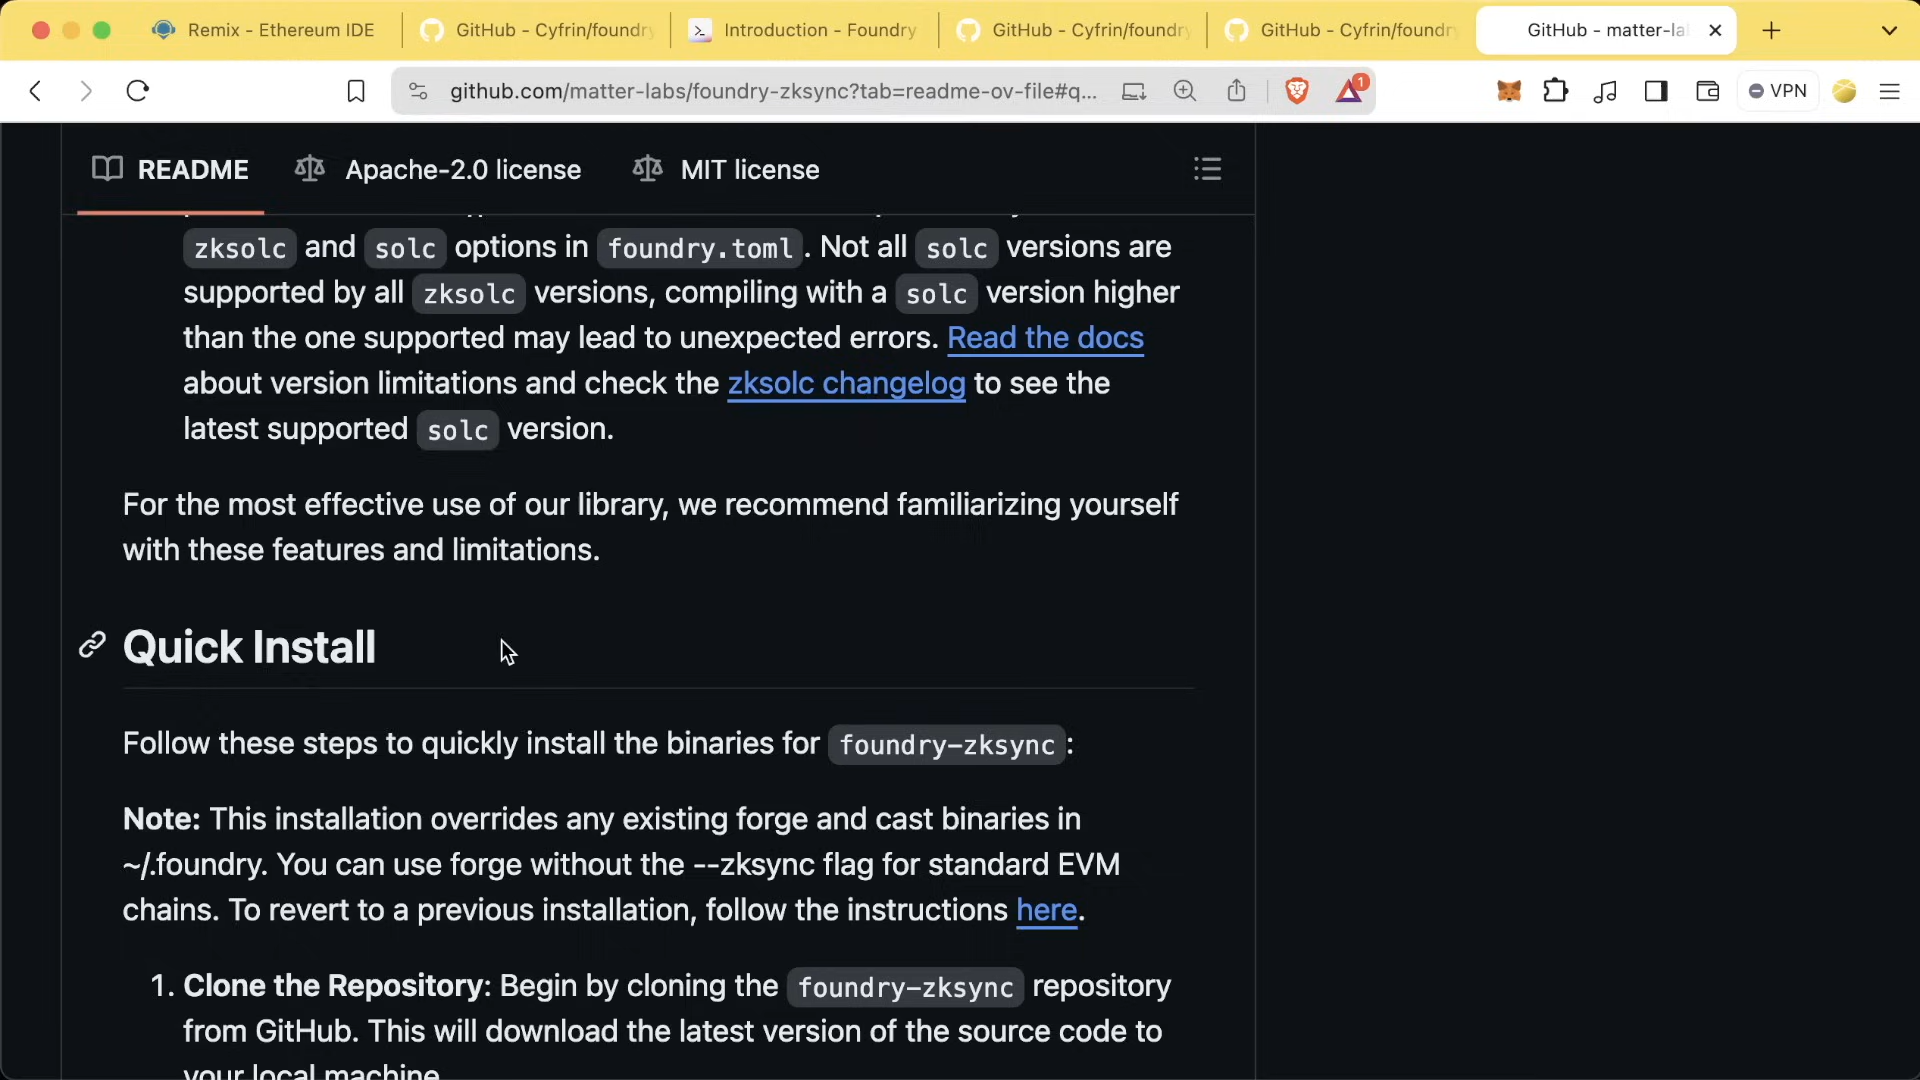 Remix - Ethereum IDE
GitHub - Cyfrin/foundry
Introduction - Foundry
GitHub - Cyfrin/foundry
GitHub - Cyfrin/foundry
GitHub - matter-la
github.com/matter-labs/foundry-zksync?tab=readme-ov-file#q...
1
VPN
README
Apache-2.0 license
MIT license
zksolc and solc options in foundry.toml. Not all solc versions are
supported by all zksolc versions, compiling with a solc version higher
than the one supported may lead to unexpected errors. Read the docs
about version limitations and check the zksolc changelog to see the
latest supported solc version.
For the most effective use of our library, we recommend familiarizing yourself
with these features and limitations.
Quick Install
Follow these steps to quickly install the binaries for foundry-zksync:
Note: This installation overrides any existing forge and cast binaries in
~/.foundry. You can use forge without the --zksync flag for standard EVM
chains. To revert to a previous installation, follow the instructions here.
1. Clone the Repository: Begin by cloning the foundry-zksync repository
from GitHub. This will download the latest version of the source code to
your local machine.